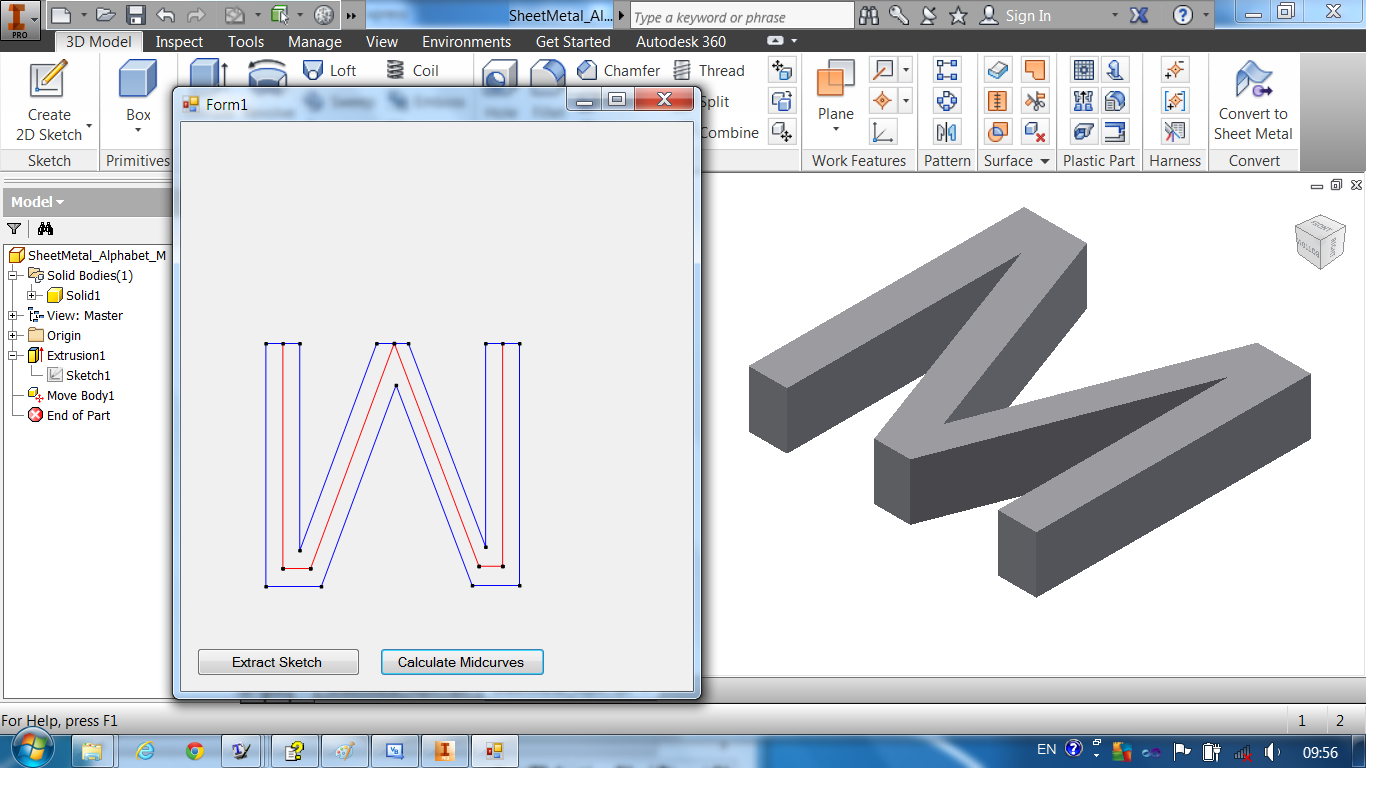 SheetMetal_Al...
Type a keyword or phrase
Sign In
PRO
3D Model Inspect Tools Manage View Environments Get Started Autodesk 360
Loft
Coil
Chamfer
Thread
Split
Combine
Create
2D Sketch
Box
Plane
Convert to
Sheet Metal
Sketch
Primitives
Work Features
Pattern
Surface
Plastic Part
Harness
Convert
Form1
Model
SheetMetal_Alphabet_M
Solid Bodies(1)
Solid1
View: Master
Origin
Extrusion1
Sketch1
Move Body1
End of Part
Extract Sketch
Calculate Midcurves
FRONT
For Help, press F1
1 2
EN
09:56